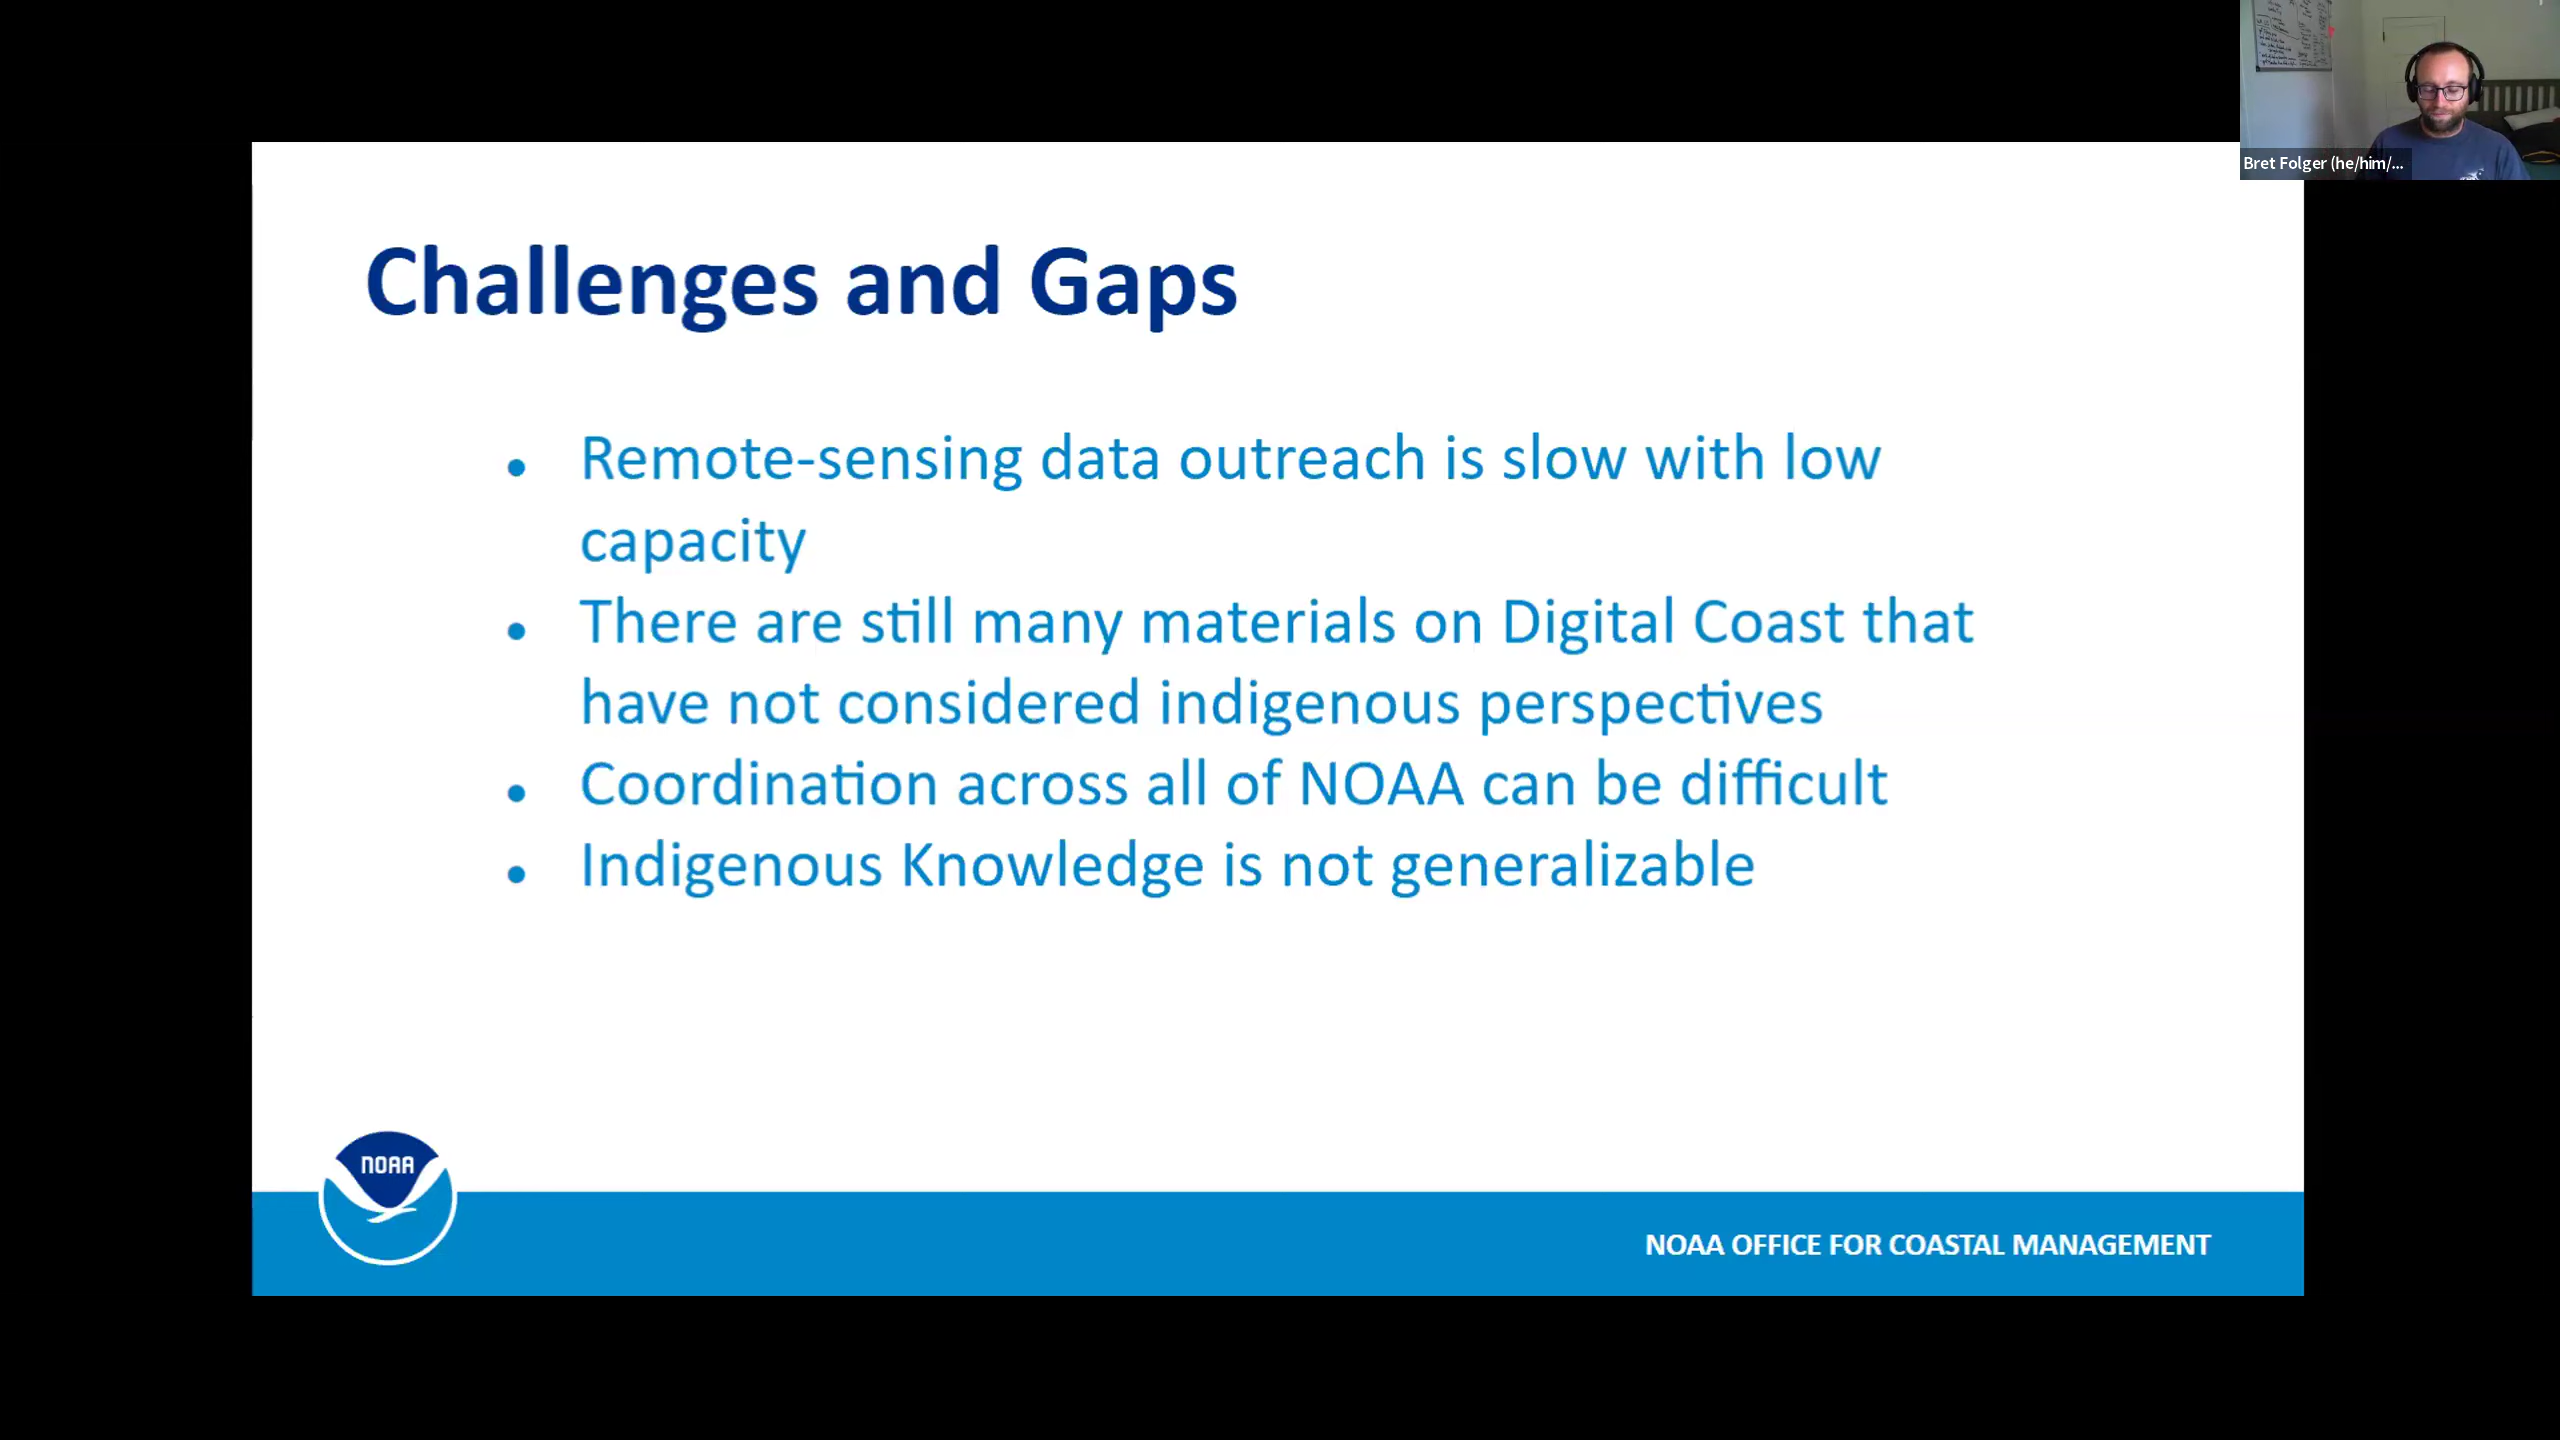 Bret Folger (he/him/...
Challenges and Gaps
• Remote-sensing data outreach is slow with low
capacity
• There are still many materials on Digital Coast that
have not considered indigenous perspectives
• Coordination across all of NOAA can be difficult
• Indigenous Knowledge is not generalizable
NOAA
NOAA OFFICE FOR COASTAL MANAGEMENT